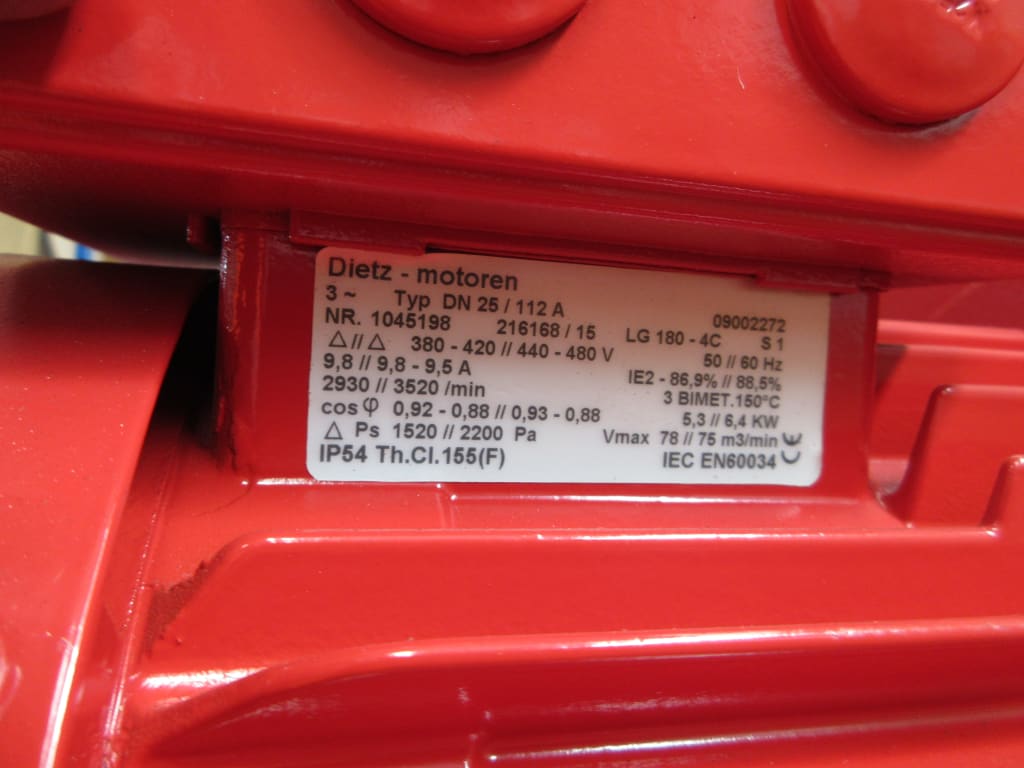 Dietz - motoren
3 ~ Typ DN 25 / 112 A 09002272
NR. 1045198 216168 / 15 LG 180 - 4C S 1
△ // △ 380 - 420 // 440 - 480 V 50 // 60 Hz
9,8 // 9,8 - 9,5 A IE2 - 86,9% // 88,5%
2930 // 3520 /min 3 BIMET.150°C
cos φ 0,92 - 0,88 // 0,93 - 0,88 5,3 // 6,4 KW
△ Ps 1520 // 2200 Pa Vmax 78 // 75 m3/min CE
IP54 Th.Cl.155(F) IEC EN60034